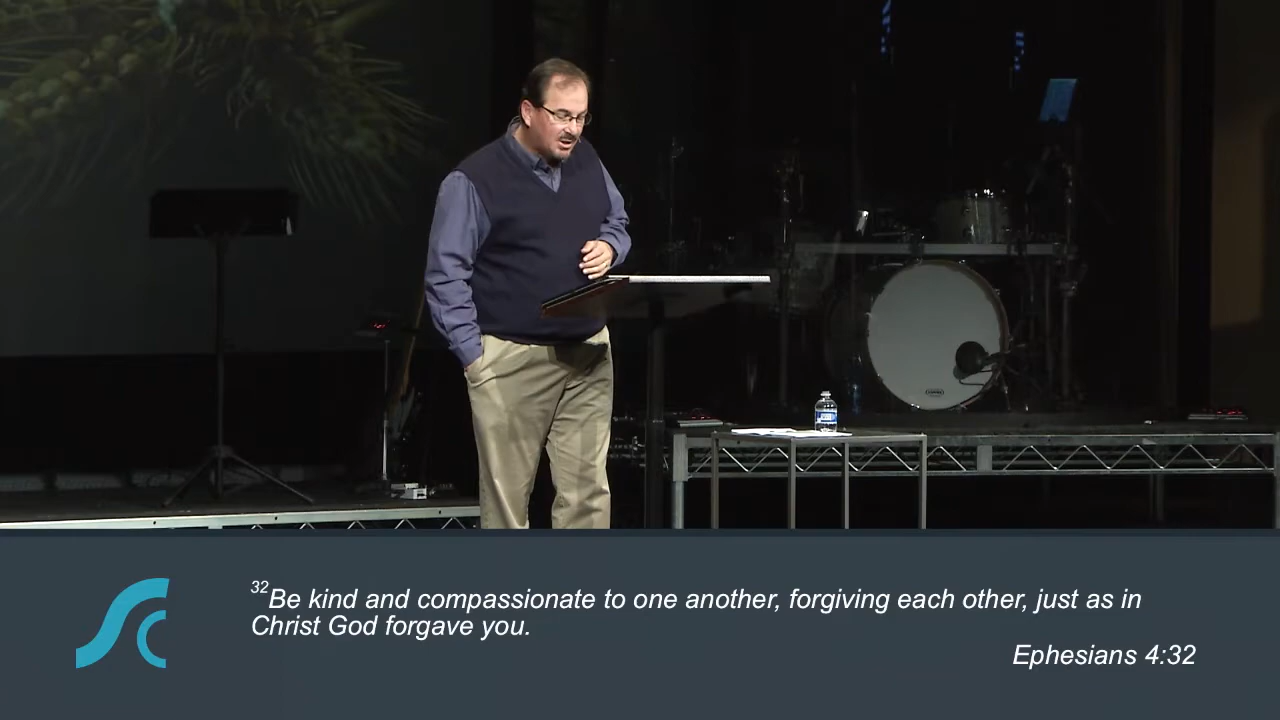 32Be kind and compassionate to one another, forgiving each other, just as in
Christ God forgave you.
Ephesians 4:32